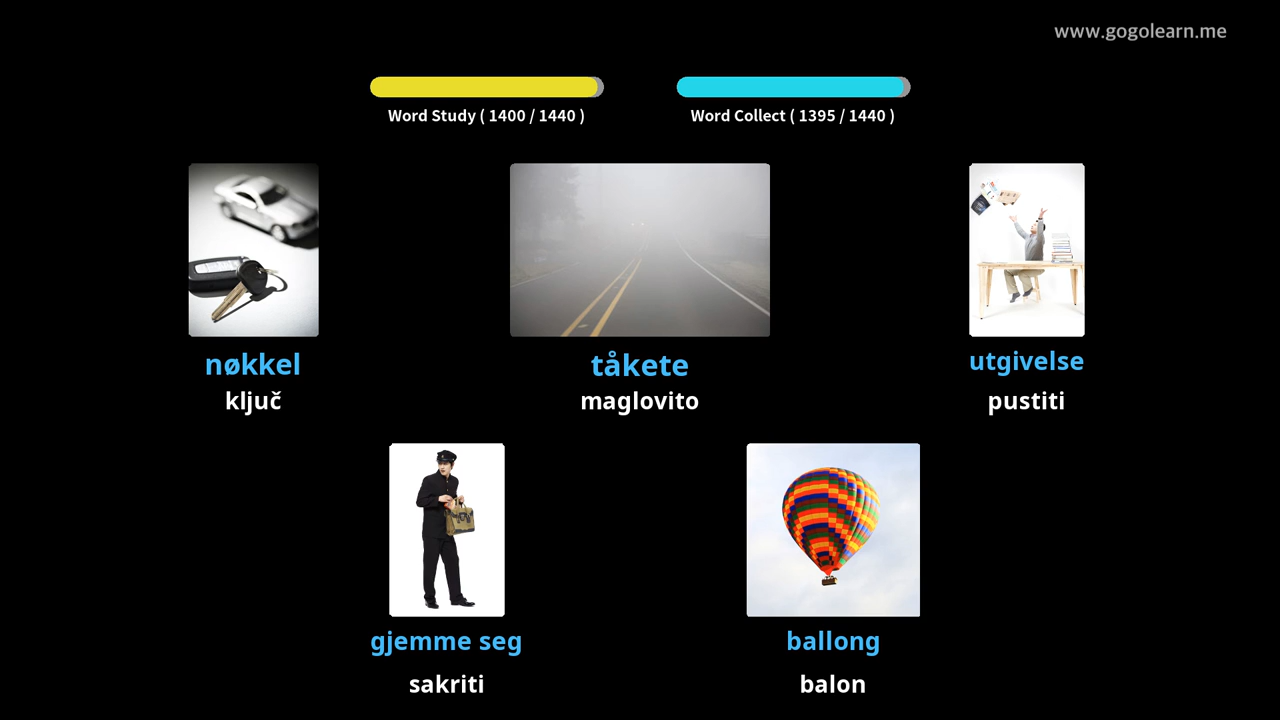 www.gogolearn.me
Word Study ( 1400 / 1440 )
Word Collect ( 1395 / 1440 )
nøkkel
ključ
tåkete
maglovito
utgivelse
pustiti
gjemme seg
sakriti
ballong
balon